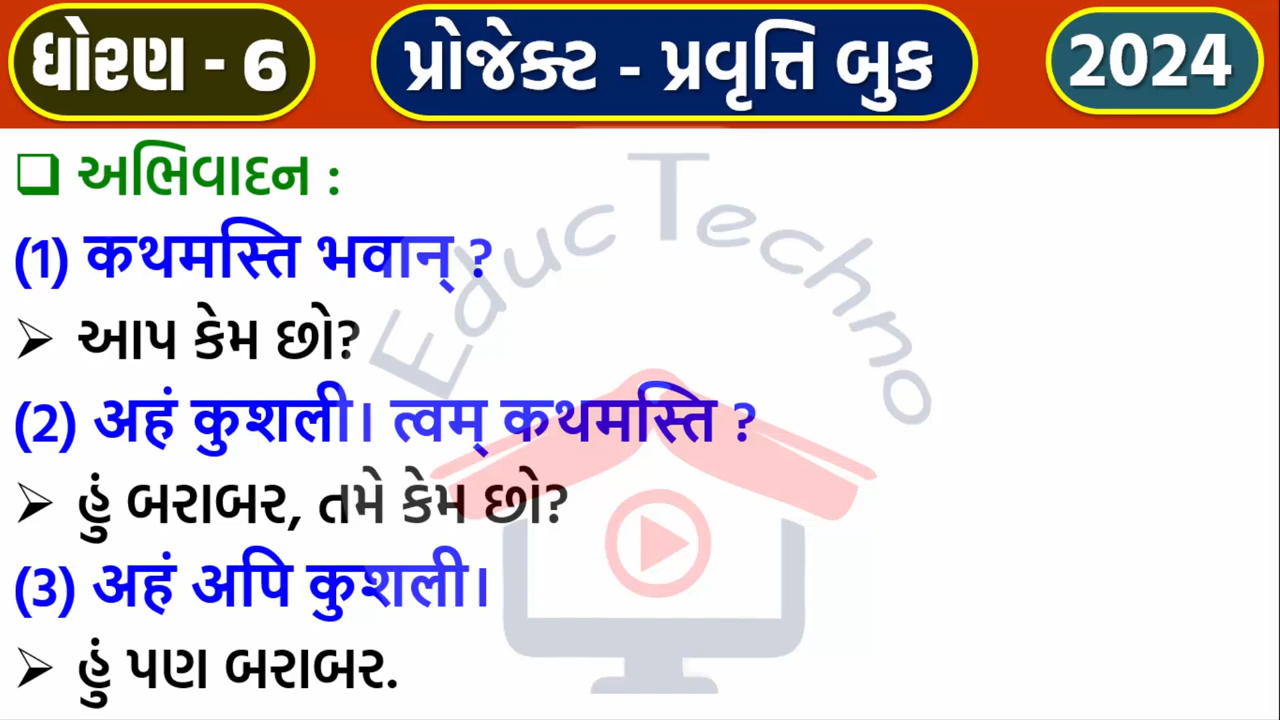 ધોરણ - 6
પ્રોજેક્ટ - પ્રવૃત્તિ બુક
2024
❑ અભિવાદન :
(1) कथमस्ति भवान् ?
➢ આપ કેમ છો?
(2) अहं कुशली। त्वम् कथमस्ति ?
➢ હું બરાબર, તમે કેમ છો?
(3) अहं अपि कुशली।
➢ હું પણ બરાબર.
EducTechno